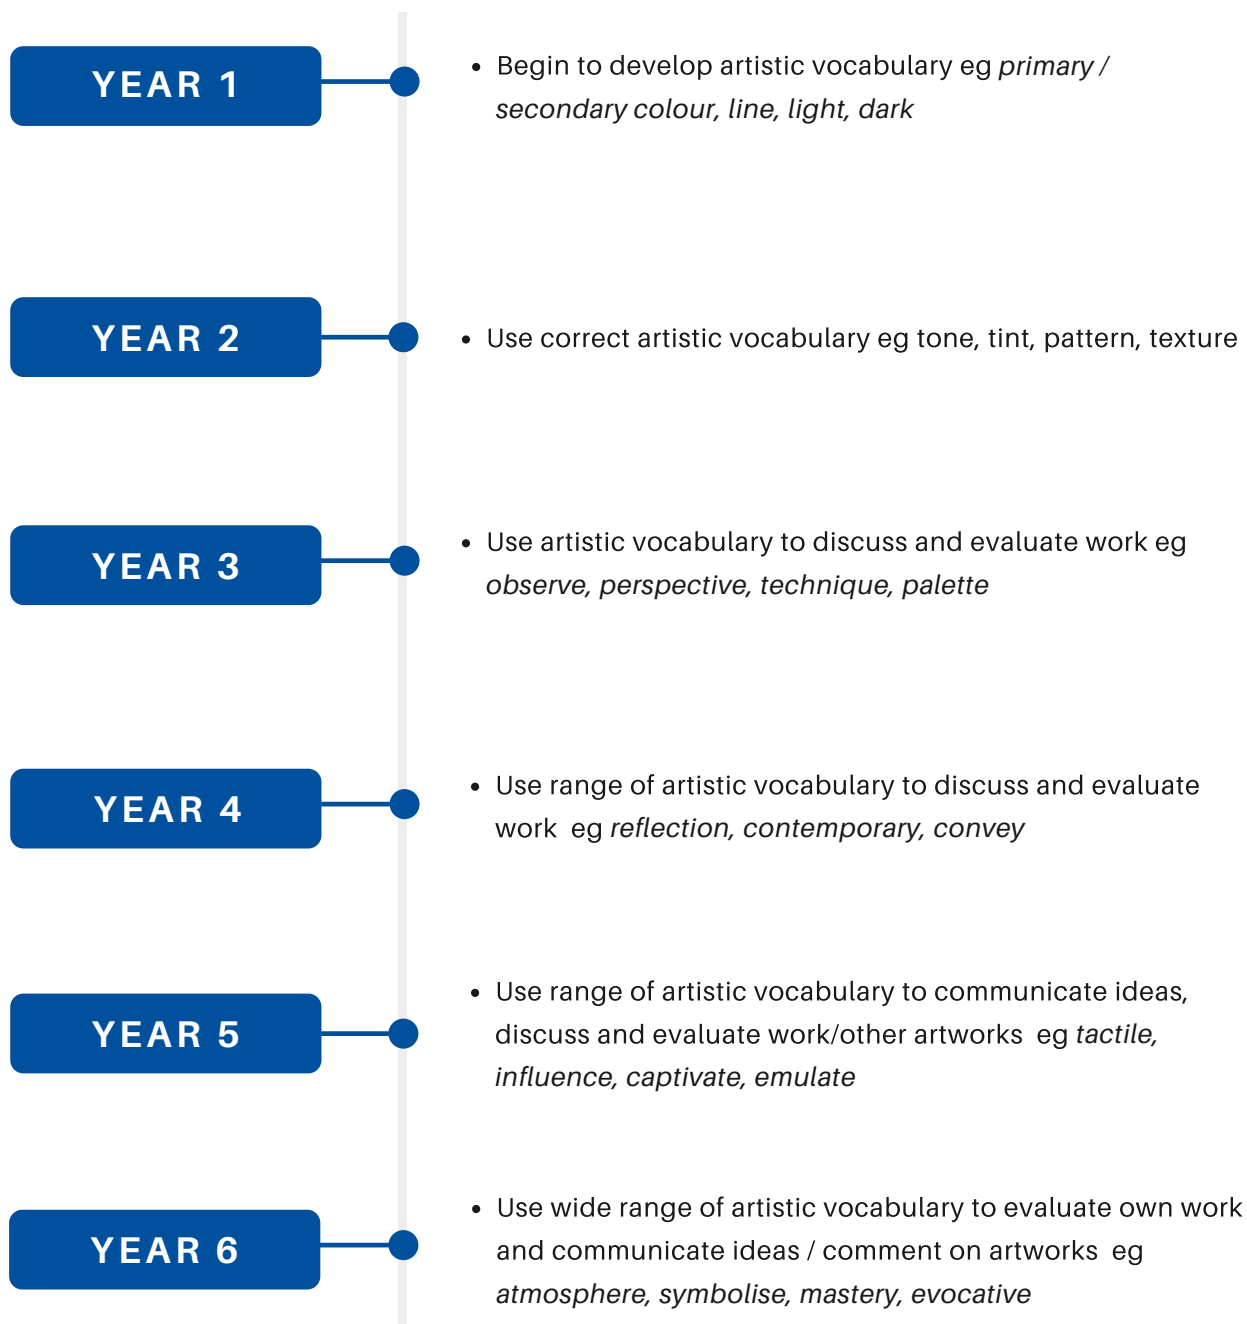 YEAR 1
• Begin to develop artistic vocabulary eg primary /
secondary colour, line, light, dark
YEAR 2
• Use correct artistic vocabulary eg tone, tint, pattern, texture
YEAR 3
• Use artistic vocabulary to discuss and evaluate work eg
observe, perspective, technique, palette
YEAR 4
• Use range of artistic vocabulary to discuss and evaluate
work eg reflection, contemporary, convey
YEAR 5
• Use range of artistic vocabulary to communicate ideas,
discuss and evaluate work/other artworks eg tactile,
influence, captivate, emulate
YEAR 6
• Use wide range of artistic vocabulary to evaluate own work
and communicate ideas / comment on artworks eg
atmosphere, symbolise, mastery, evocative